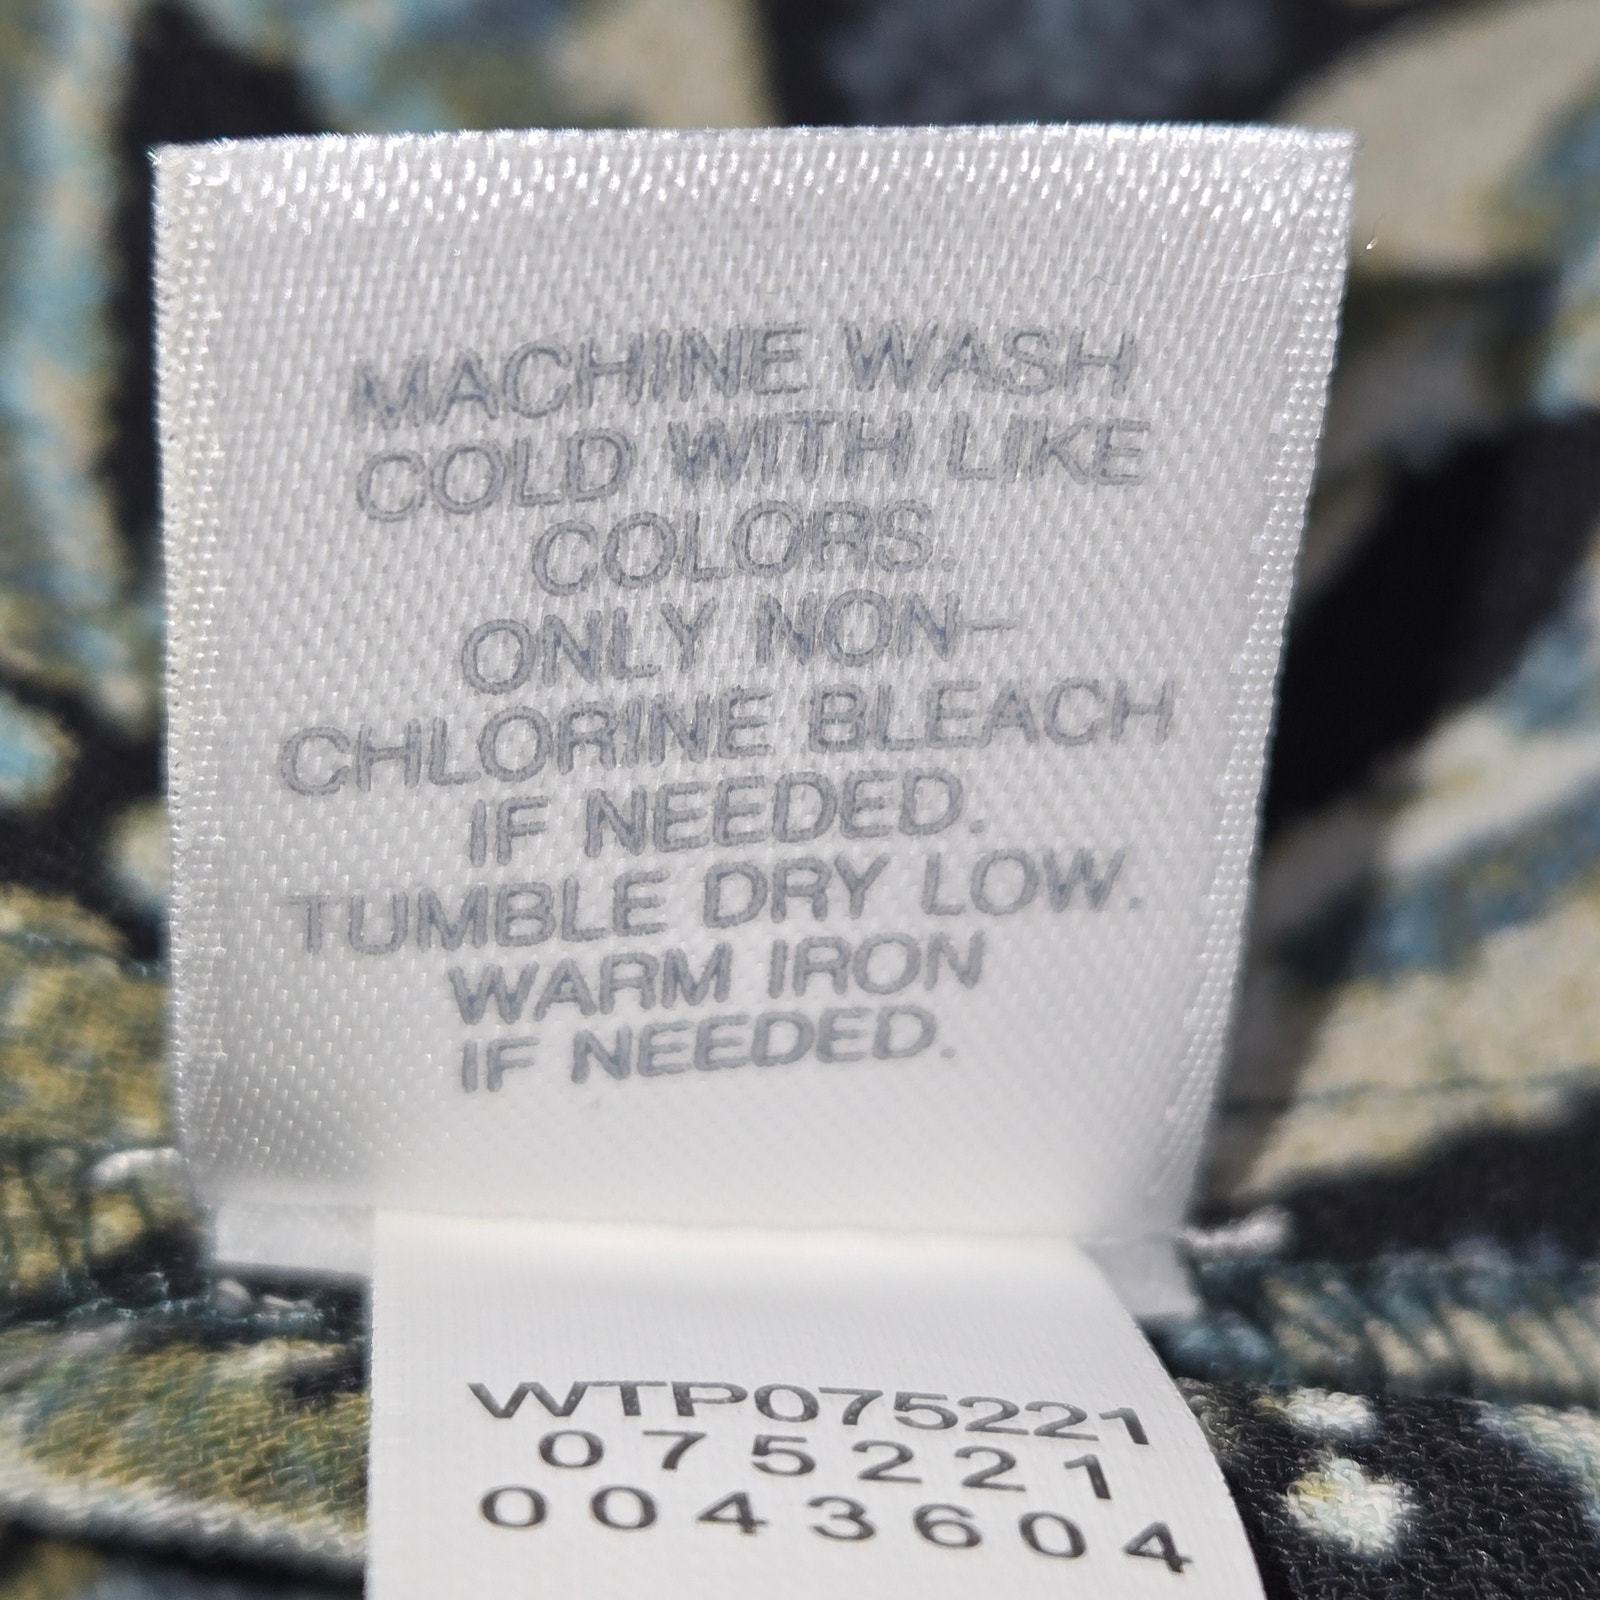 MACHINE WASH
COLD WITH LIKE
COLORS.
ONLY NON-
CHLORINE BLEACH
IF NEEDED.
TUMBLE DRY LOW.
WARM IRON
IF NEEDED.
WTP075221
075221
0043604